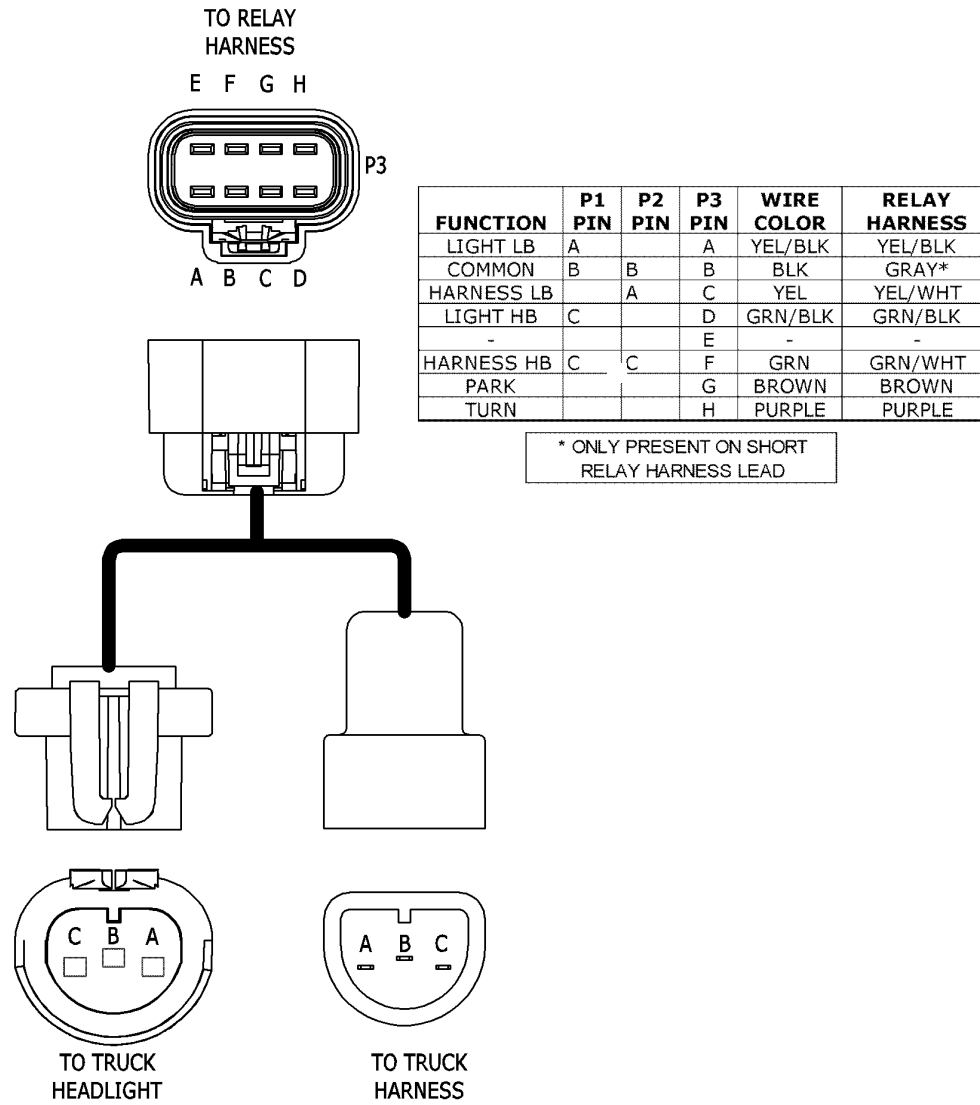 TO RELAY
HARNESS
E F G H
P3
A B C D
FUNCTION P1 PIN P2 PIN P3 PIN WIRE COLOR RELAY HARNESS
LIGHT LB A A YEL/BLK YEL/BLK
COMMON B B B BLK GRAY*
HARNESS LB A C YEL YEL/WHT
LIGHT HB C D GRN/BLK GRN/BLK
- E - -
HARNESS HB C C F GRN GRN/WHT
PARK G BROWN BROWN
TURN H PURPLE PURPLE
* ONLY PRESENT ON SHORT
RELAY HARNESS LEAD
C B A
TO TRUCK
HEADLIGHT
A B C
TO TRUCK
HARNESS